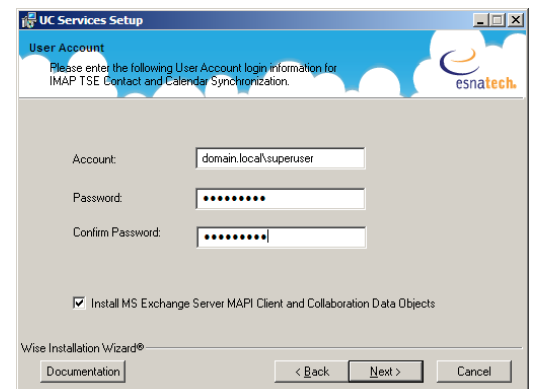 UC Services Setup
User Account
Please enter the following User Account login information for
IMAP TSE Contact and Calendar Synchronization.
esnatech.
Account:
domain.local\superuser
Password:
•••••••••
Confirm Password:
•••••••••
Install MS Exchange Server MAPI Client and Collaboration Data Objects
Wise Installation Wizard®
Documentation
< Back
Next >
Cancel